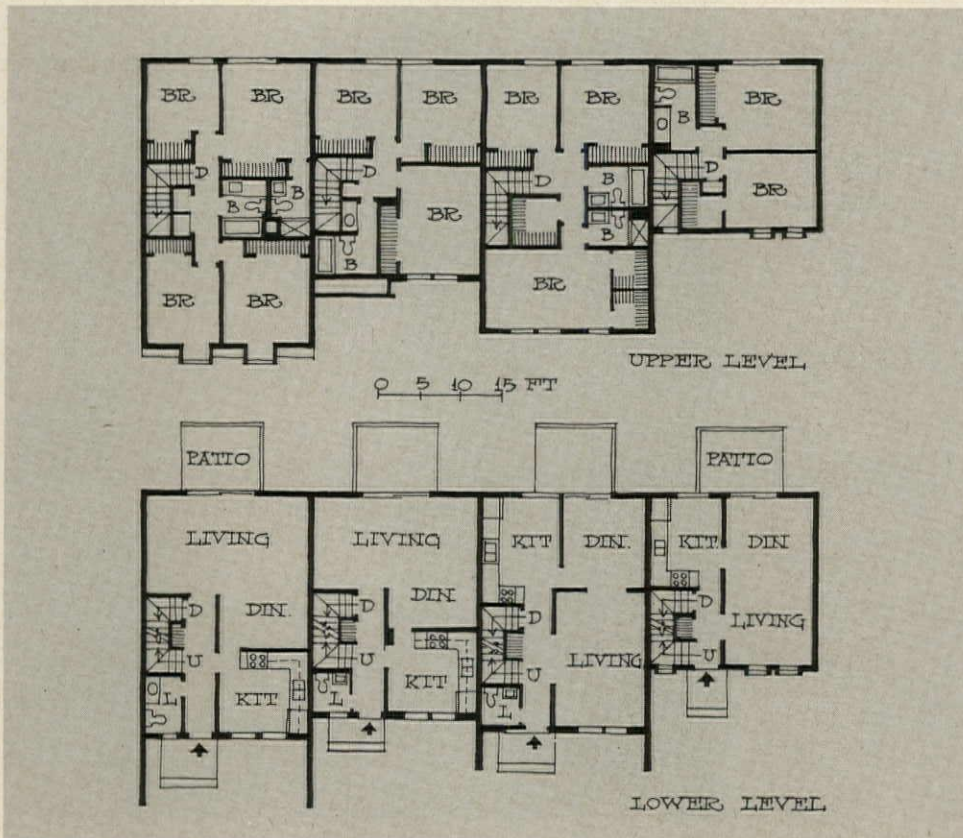 BR BR BR BR BR BR B BR
D D D D
B B B
BR
B BR
BR BR B BR
UPPER LEVEL
0 5 10 15 FT
PATIO PATIO
LIVING LIVING KIT DIN. KIT. DIN
D DIN. D DIN. D D LIVING
U U U LIVING U
L KIT L KIT L
LOWER LEVEL